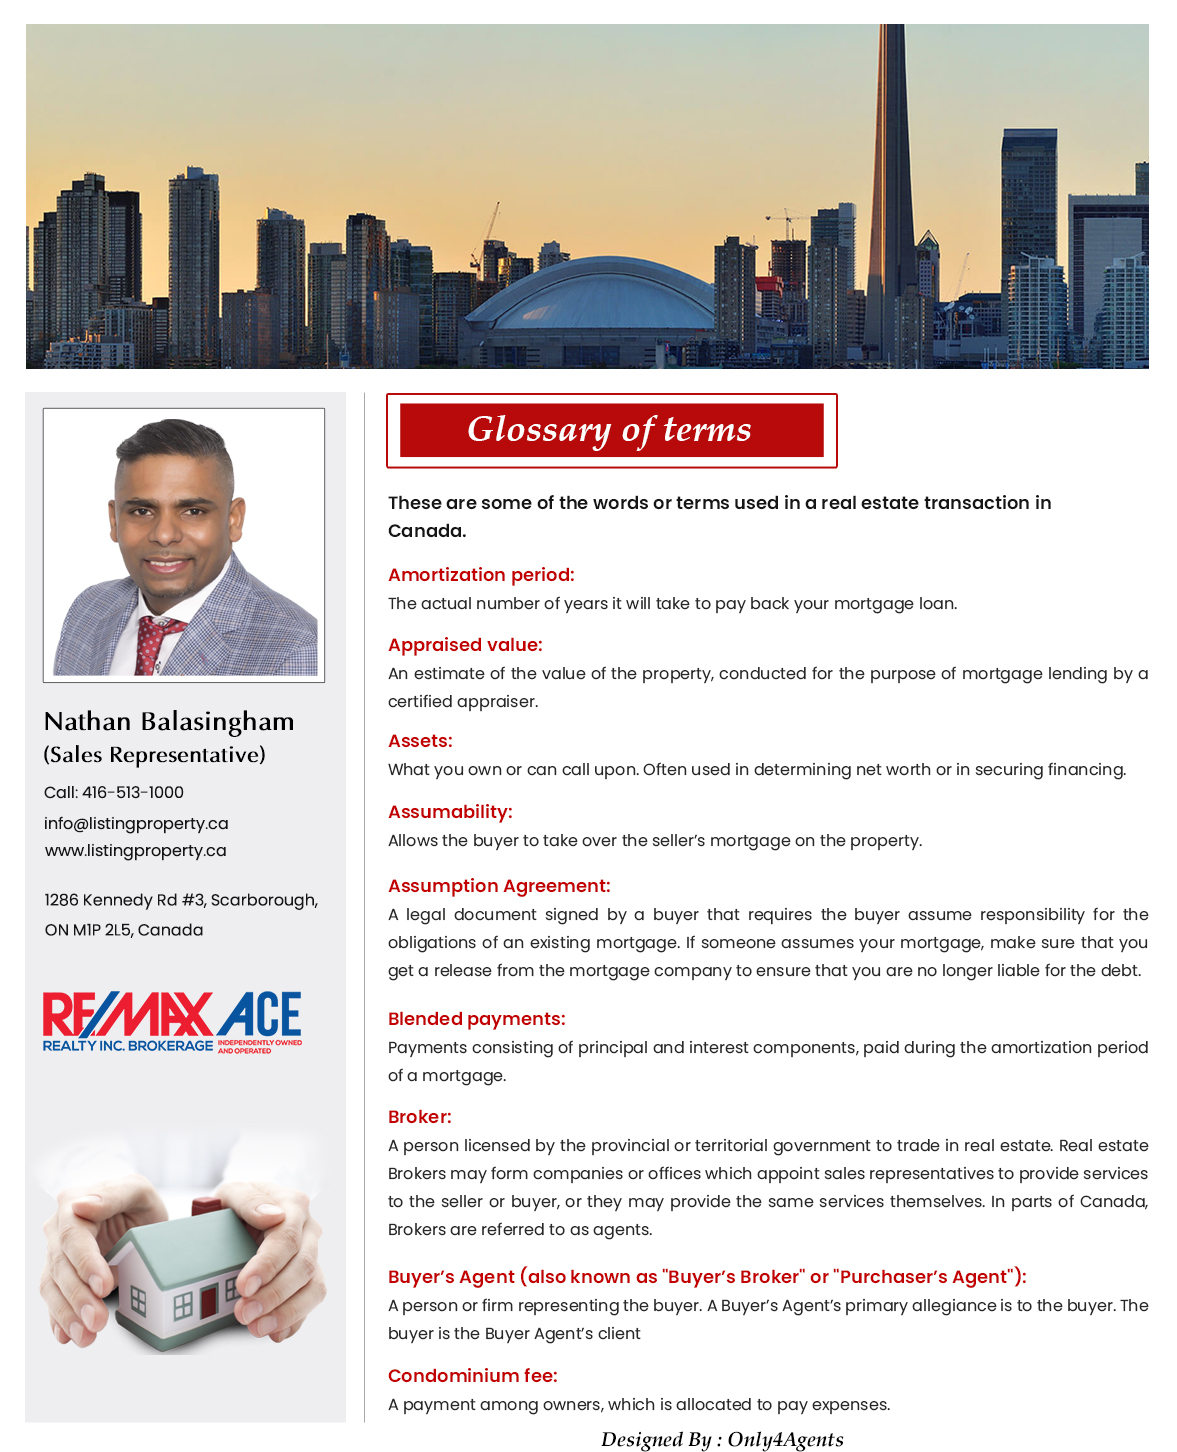 Nathan Balasingham
(Sales Representative)
Call: 416-513-1000
info@listingproperty.ca
www.listingproperty.ca
1286 Kennedy Rd #3, Scarborough,
ON M1P 2L5, Canada
RE/MAX ACE
REALTY INC. BROKERAGE INDEPENDENTLY OWNED
AND OPERATED
Glossary of terms
These are some of the words or terms used in a real estate transaction in
Canada.
Amortization period:
The actual number of years it will take to pay back your mortgage loan.
Appraised value:
An estimate of the value of the property, conducted for the purpose of mortgage lending by a
certified appraiser.
Assets:
What you own or can call upon. Often used in determining net worth or in securing financing.
Assumability:
Allows the buyer to take over the seller’s mortgage on the property.
Assumption Agreement:
A legal document signed by a buyer that requires the buyer assume responsibility for the
obligations of an existing mortgage. If someone assumes your mortgage, make sure that you
get a release from the mortgage company to ensure that you are no longer liable for the debt.
Blended payments:
Payments consisting of principal and interest components, paid during the amortization period
of a mortgage.
Broker:
A person licensed by the provincial or territorial government to trade in real estate. Real estate
Brokers may form companies or offices which appoint sales representatives to provide services
to the seller or buyer, or they may provide the same services themselves. In parts of Canada,
Brokers are referred to as agents.
Buyer’s Agent (also known as "Buyer’s Broker" or "Purchaser’s Agent"):
A person or firm representing the buyer. A Buyer’s Agent’s primary allegiance is to the buyer. The
buyer is the Buyer Agent’s client
Condominium fee:
A payment among owners, which is allocated to pay expenses.
Designed By : Only4Agents